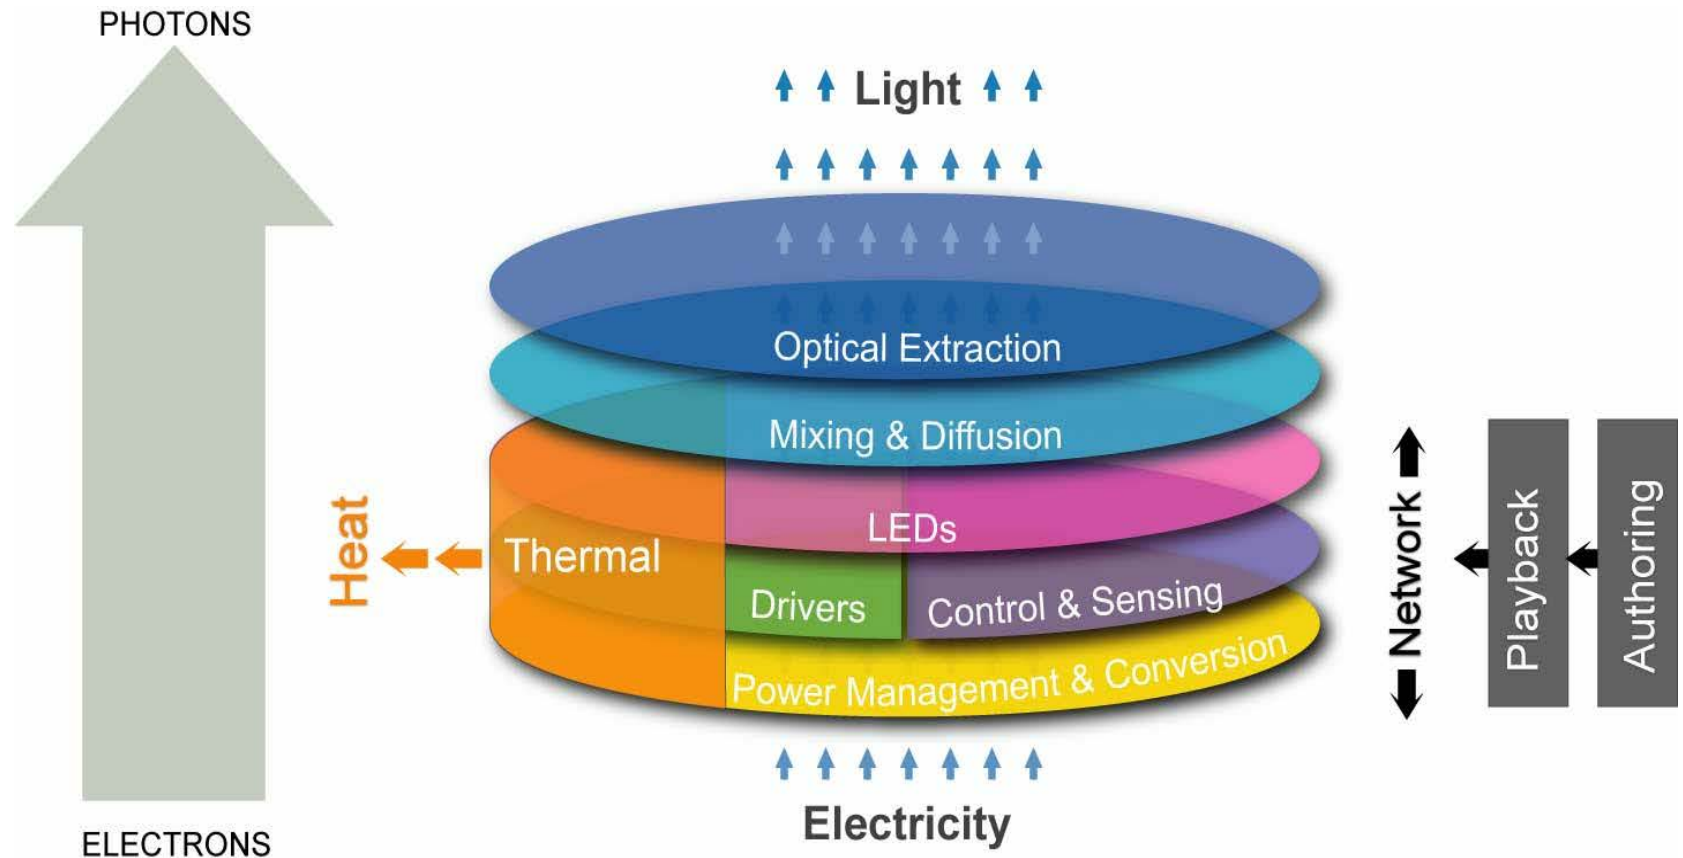 PHOTONS
Light
Optical Extraction
Mixing & Diffusion
LEDs
Thermal
Heat
Drivers
Control & Sensing
Power Management & Conversion
Network
Playback
Authoring
Electricity
ELECTRONS